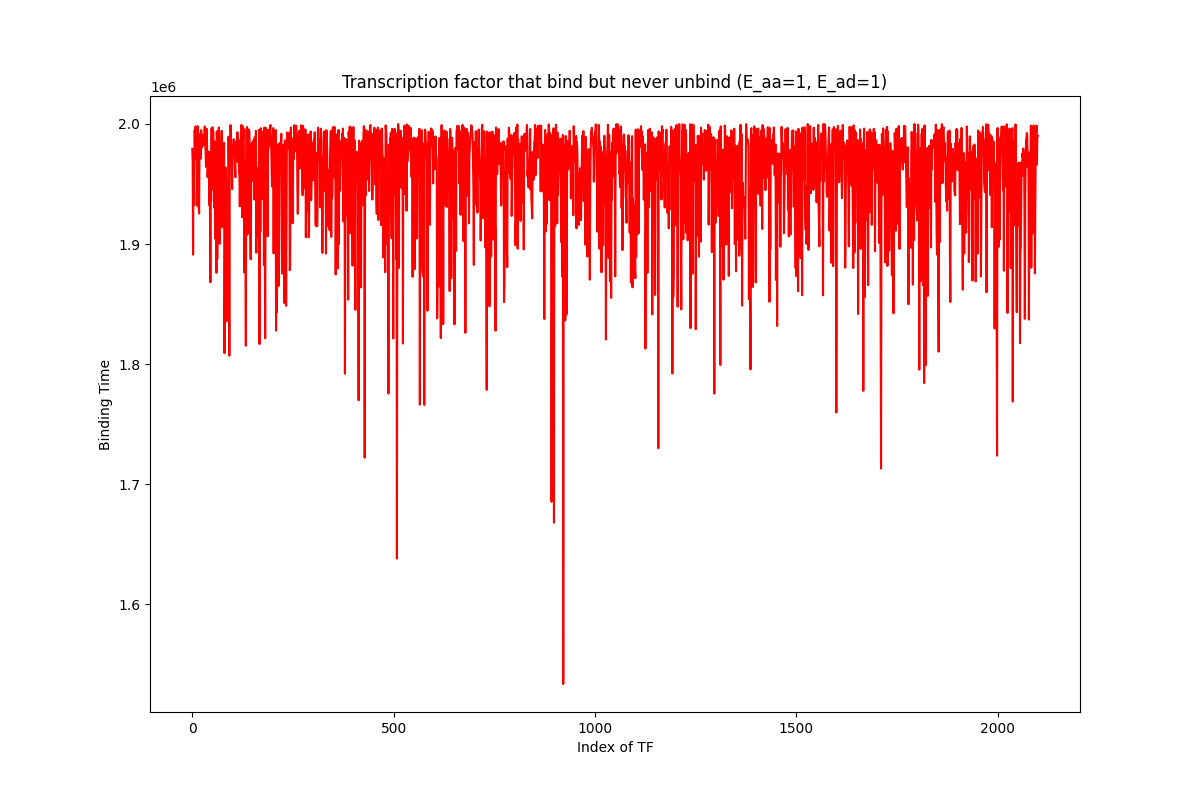 Transcription factor that bind but never unbind (E_aa=1, E_ad=1)
1e6
2.0
1.9
1.8
1.7
1.6
Binding Time
0 500 1000 1500 2000
Index of TF